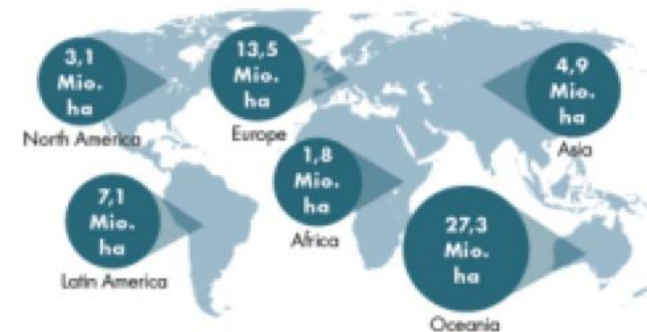 3,1
Mio.
ha
North America
13,5
Mio.
ha
Europe
4,9
Mio.
ha
Asia
1,8
Mio.
ha
Africa
7,1
Mio.
ha
Latin America
27,3
Mio.
ha
Oceania